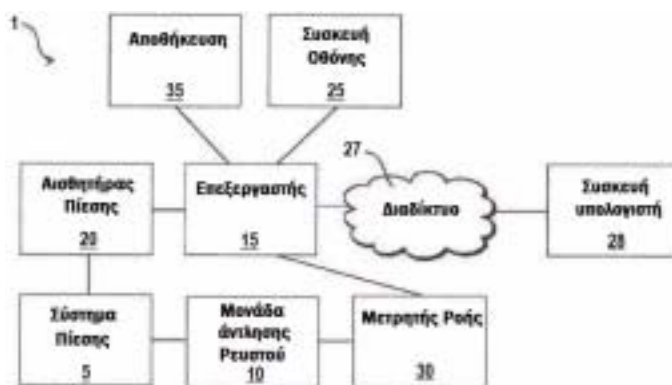 1
Αποθήκευση
35
Συσκευή
Οθόνης
25
27
Αισθητήρας
Πίεσης
20
Επεξεργαστής
15
Διαδίκτυο
Συσκευή
υπολογιστή
28
Σύστημα
Πίεσης
5
Μονάδα
άντλησης
Ρευστού
10
Μετρητής Ροής
30